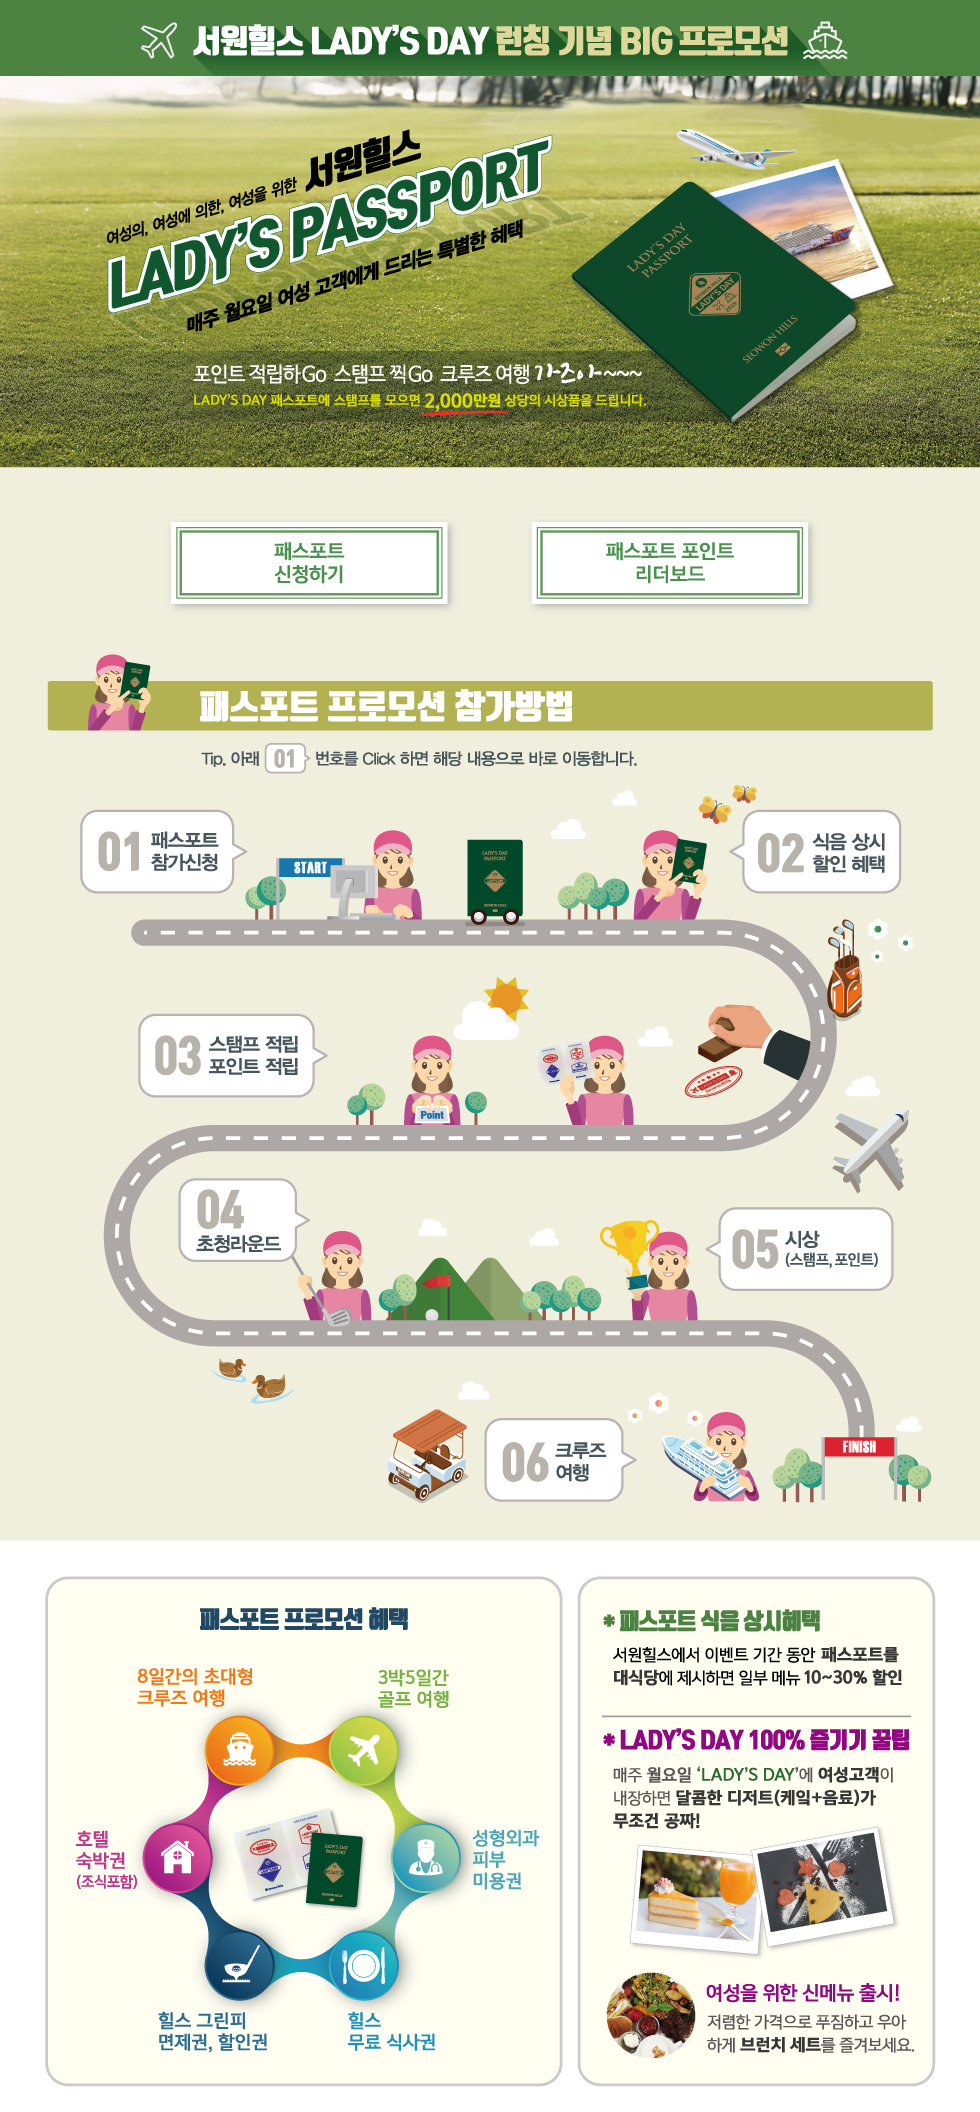 서원힐스 LADY'S DAY 런칭 기념 BIG 프로모션
여성의, 여성에 의한, 여성을 위한 서원힐스
LADY'S PASSPORT
매주 월요일 여성 고객에게 드리는 특별한 혜택
LADY'S DAY
PASSPORT
SEOWON HILLS
LADY'S DAY
SEOWON HILLS
포인트 적립하Go 스탬프 찍Go 크루즈 여행 가즈아~~~
LADY'S DAY 패스포트에 스탬프를 모으면 2,000만원 상당의 시상품을 드립니다.
패스포트
신청하기
패스포트 포인트
리더보드
패스포트 프로모션 참가방법
Tip. 아래 01 번호를 Click 하면 해당 내용으로 바로 이동합니다.
01 패스포트
참가신청
START
LADY'S DAY
PASSPORT
SEOWON HILLS
02 식음 상시
할인 혜택
03 스탬프 적립
포인트 적립
Point
04
초청라운드
05 시상
(스탬프, 포인트)
06 크루즈
여행
FINISH
패스포트 프로모션 혜택
8일간의 초대형
크루즈 여행
3박5일간
골프 여행
호텔
숙박권
(조식포함)
성형외과
피부
미용권
LADY'S DAY
PASSPORT
SEOWON HILLS
힐스 그린피
면제권, 할인권
힐스
무료 식사권
* 패스포트 식음 상시혜택
서원힐스에서 이벤트 기간 동안 패스포트를
대식당에 제시하면 일부 메뉴 10~30% 할인
* LADY'S DAY 100% 즐기기 꿀팁
매주 월요일 'LADY'S DAY'에 여성고객이
내장하면 달콤한 디저트(케잌+음료)가
무조건 공짜!
여성을 위한 신메뉴 출시!
저렴한 가격으로 푸짐하고 우아
하게 브런치 세트를 즐겨보세요.